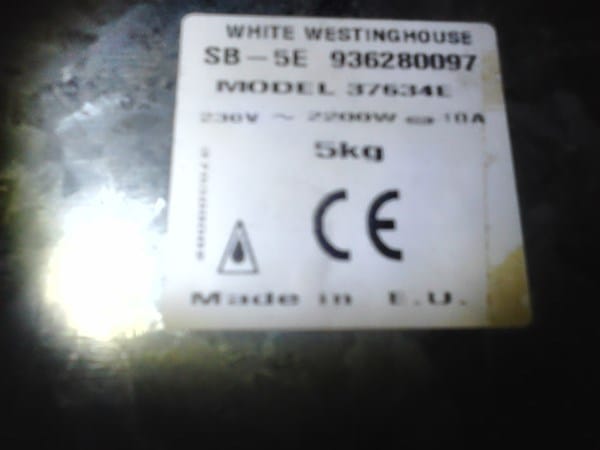 WHITE WESTINGHOUSE
SB-5E 936280097
MODEL 37634E
230V ~ 2200W 10A
5kg
CE
Made in E.U.